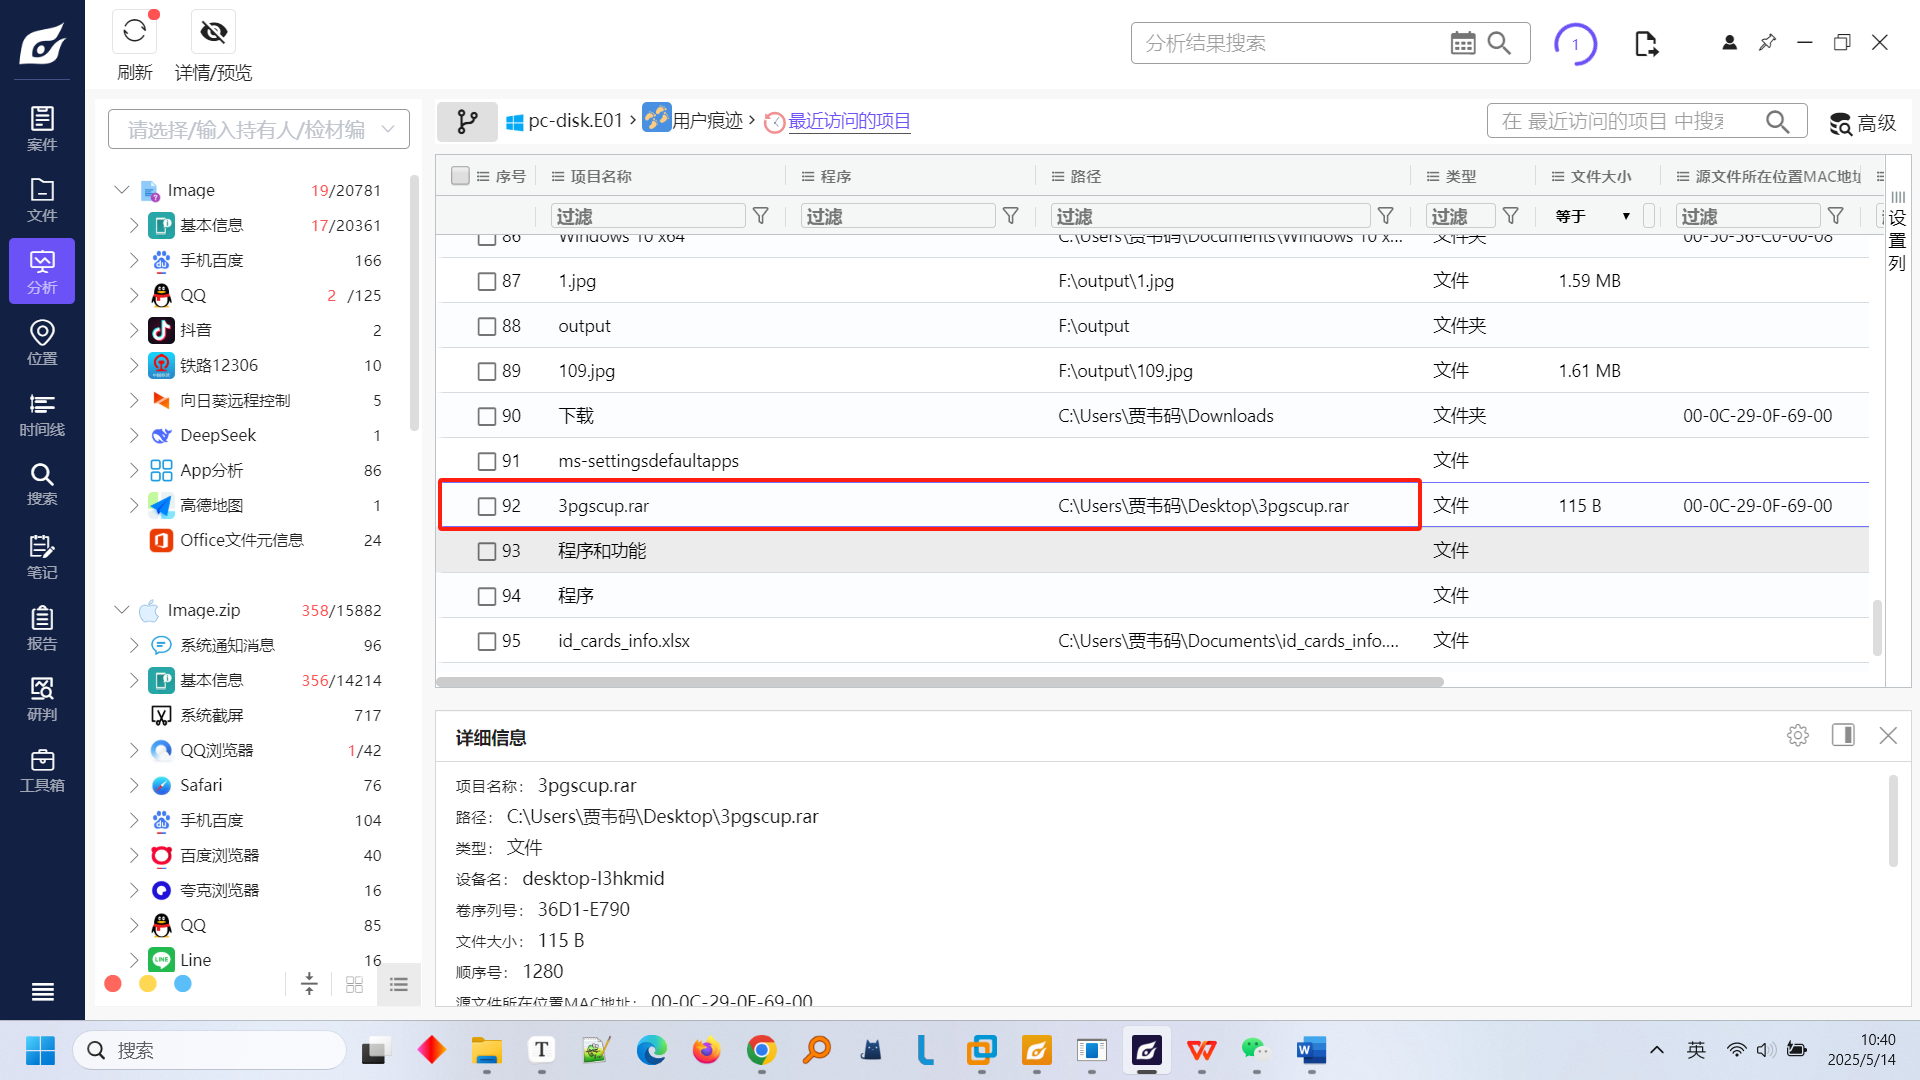 刷新
详情/预览
分析结果搜索
1
案件
文件
分析
位置
时间线
搜索
笔记
报告
研判
工具箱
请选择/输入持有人/检材编
Image 19/20781
基本信息 17/20361
手机百度 166
QQ 2 /125
抖音 2
铁路12306 10
向日葵远程控制 5
DeepSeek 1
App分析 86
高德地图 1
Office文件元信息 24
Image.zip 358/15882
系统通知消息 96
基本信息 356/14214
系统截屏 717
QQ浏览器 1/42
Safari 76
手机百度 104
百度浏览器 40
夸克浏览器 16
QQ 85
Line 16
pc-disk.E01 › 用户痕迹 › 最近访问的项目
在 最近访问的项目 中搜索
高级
序号 项目名称 程序 路径 类型 文件大小 源文件所在位置MAC地址
过滤 过滤 过滤 过滤 等于 过滤
设置列
86 Windows 10 x64 C:\Users\贾韦码\Documents\Windows 10 x... 文件夹 00-50-56-C0-00-08
87 1.jpg F:\output\1.jpg 文件 1.59 MB
88 output F:\output 文件夹
89 109.jpg F:\output\109.jpg 文件 1.61 MB
90 下载 C:\Users\贾韦码\Downloads 文件夹 00-0C-29-0F-69-00
91 ms-settingsdefaultapps 文件
92 3pgscup.rar C:\Users\贾韦码\Desktop\3pgscup.rar 文件 115 B 00-0C-29-0F-69-00
93 程序和功能 文件
94 程序 文件
95 id_cards_info.xlsx C:\Users\贾韦码\Documents\id_cards_info.... 文件
详细信息
项目名称： 3pgscup.rar
路径： C:\Users\贾韦码\Desktop\3pgscup.rar
类型： 文件
设备名： desktop-l3hkmid
卷序列号： 36D1-E790
文件大小： 115 B
顺序号： 1280
源文件所在位置MAC地址： 00-0C-29-0F-69-00
搜索
英
10:40
2025/5/14